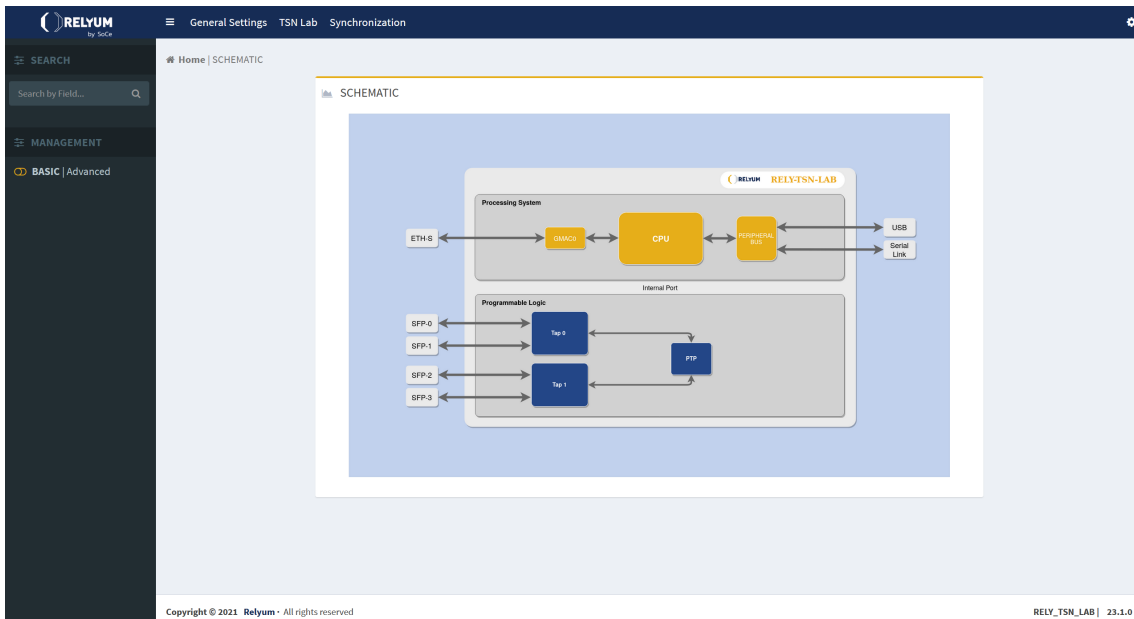 RELYUM
by SoCe
General Settings TSN Lab Synchronization
SEARCH
Search by Field...
MANAGEMENT
BASIC | Advanced
Home | SCHEMATIC
SCHEMATIC
RELYUM RELY-TSN-LAB
Processing System
ETH-S
GMAC0
CPU
PERIPHERAL
BUS
USB
Serial
Link
Internal Port
Programmable Logic
SFP-0
SFP-1
SFP-2
SFP-3
Tap 0
Tap 1
PTP
Copyright © 2021 Relyum · All rights reserved
RELY_TSN_LAB | 23.1.0